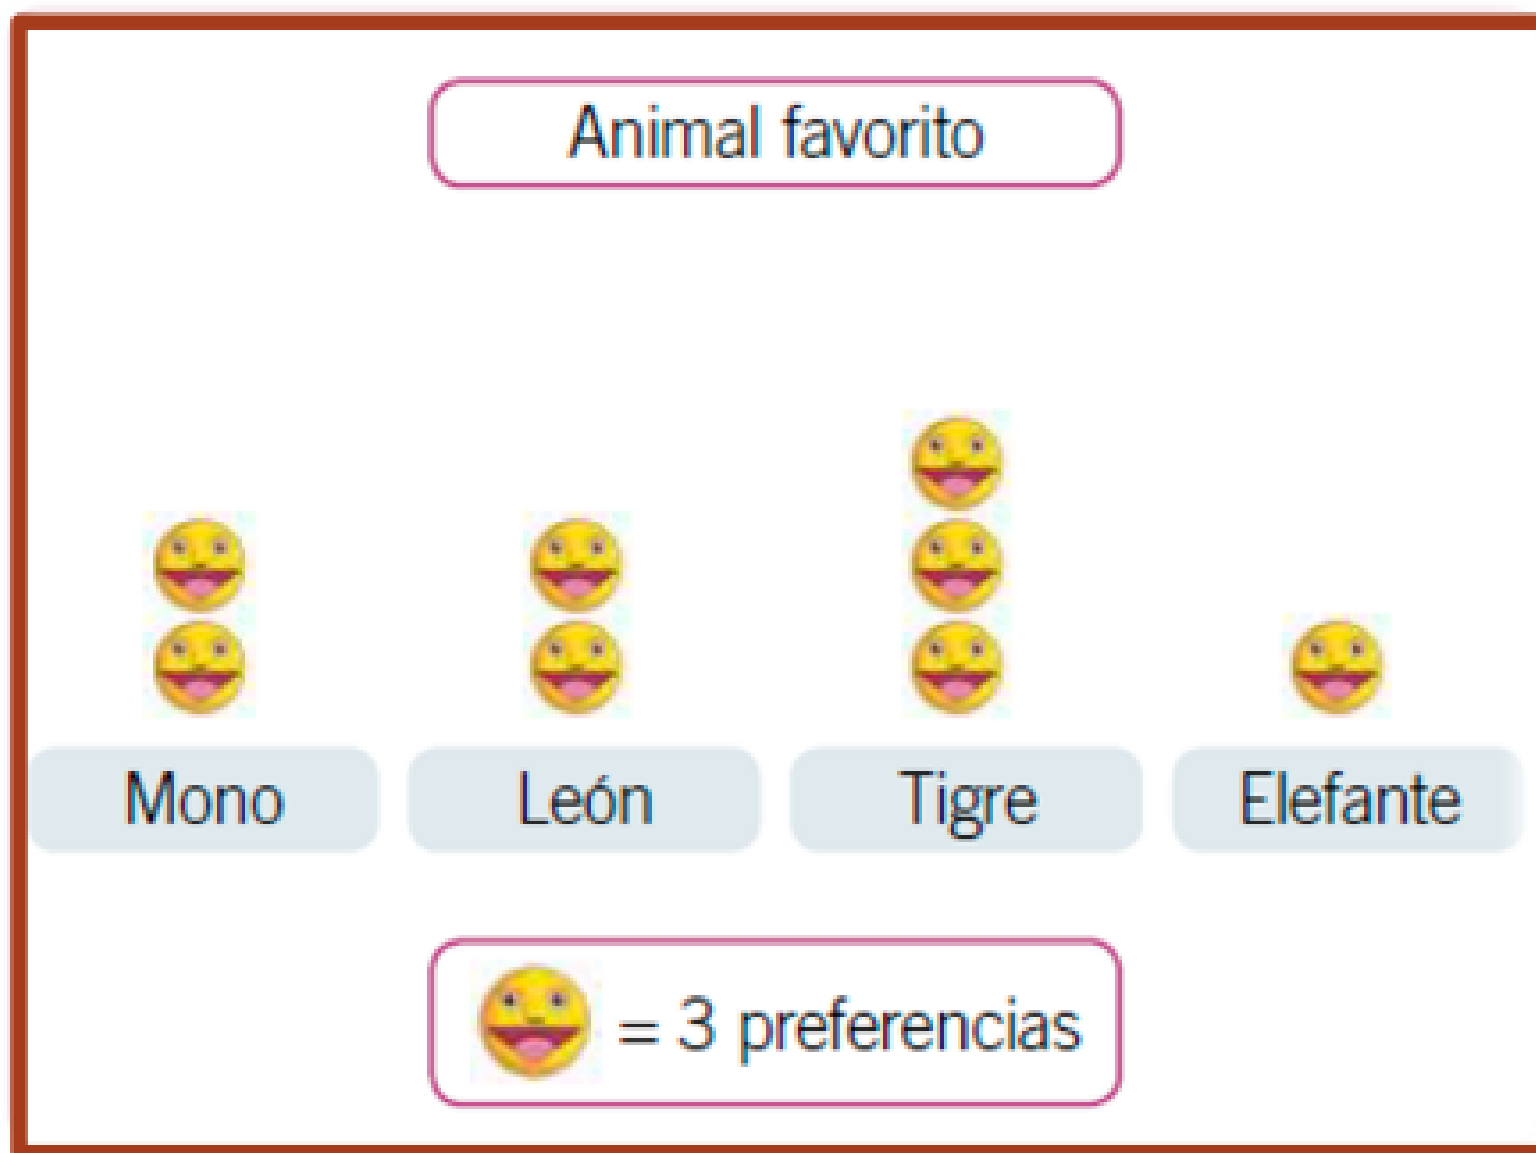 Animal favorito
Mono
León
Tigre
Elefante
= 3 preferencias